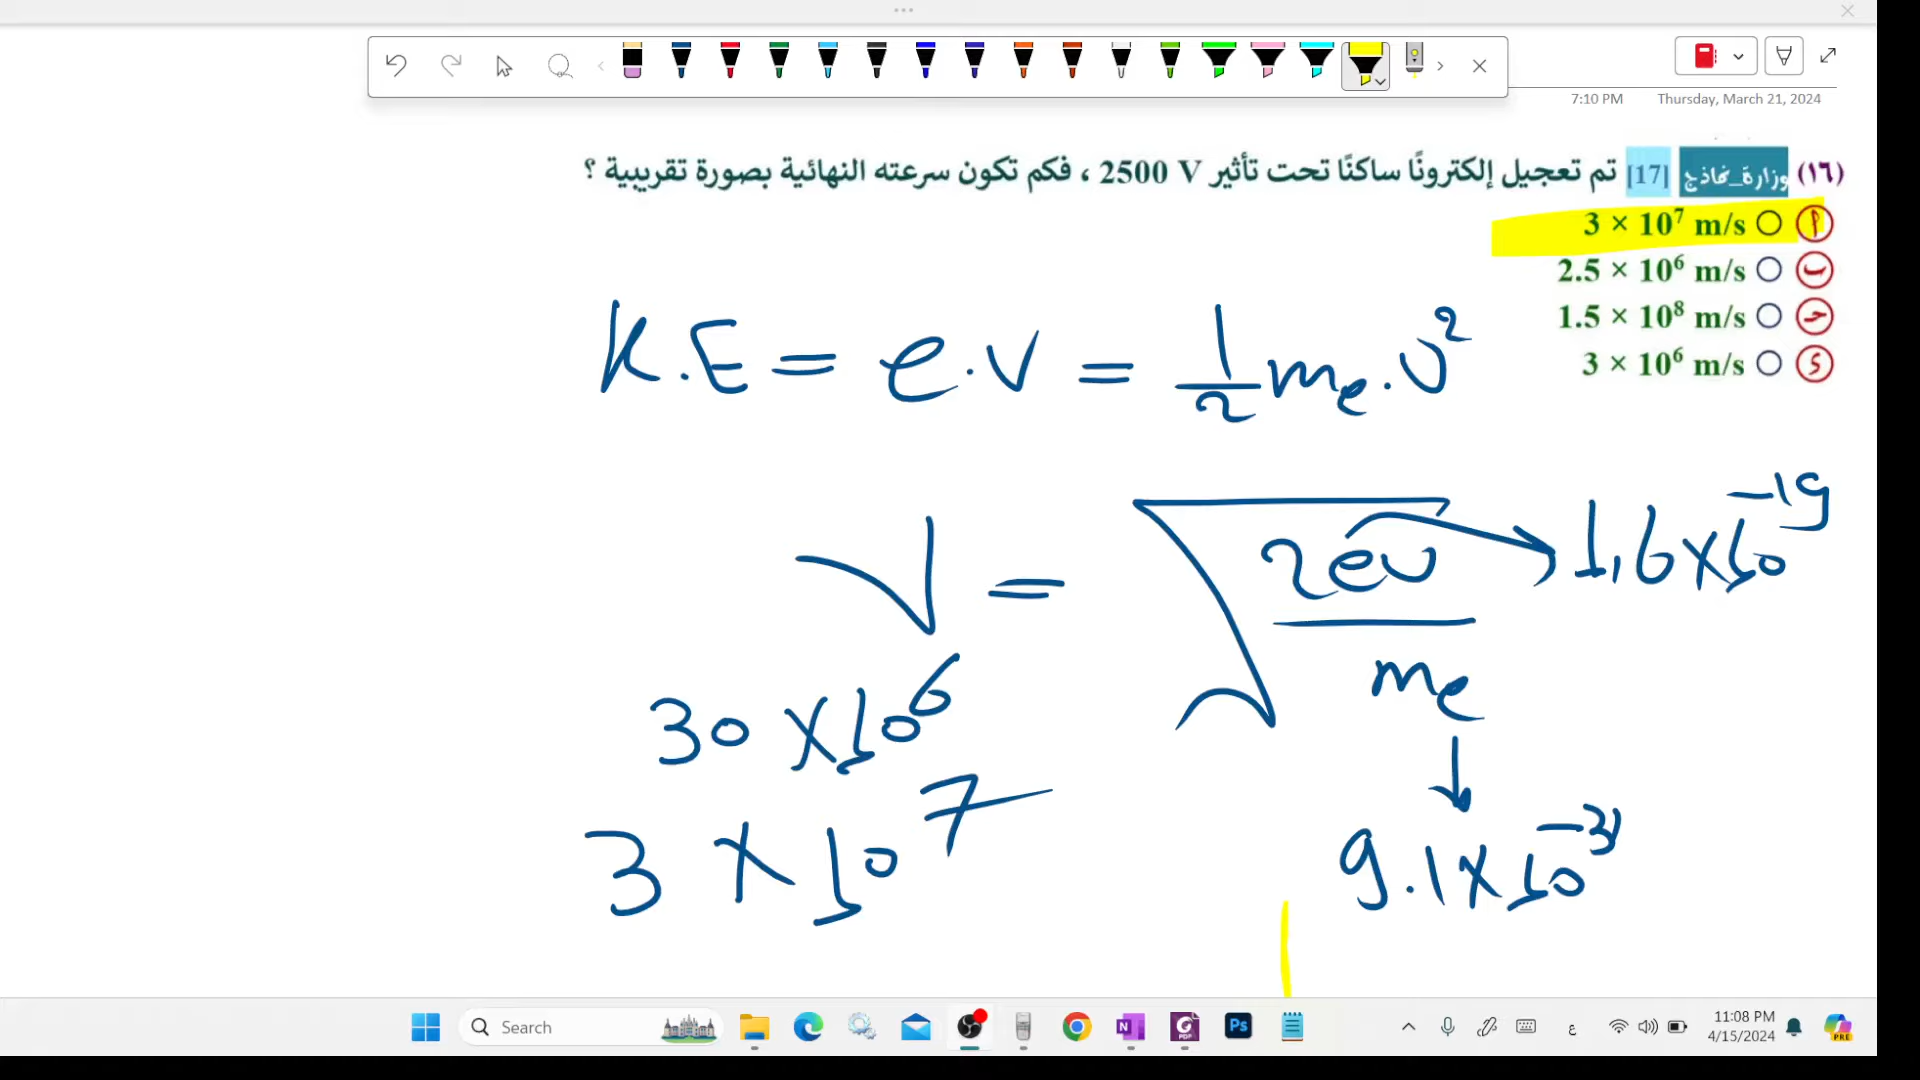 7:10 PM Thursday, March 21, 2024
(١٦) وزارة_نماذج [17] تم تعجيل إلكترونًا ساكنًا تحت تأثير 2500 V ، فكم تكون سرعته النهائية بصورة تقريبية ؟
أ 3 × 10⁷ m/s
ب 2.5 × 10⁶ m/s
جـ 1.5 × 10⁸ m/s
د 3 × 10⁶ m/s
K.E = e.V = 1/2 me.v²
V = √(2ev/me)
1,6×10⁻¹⁹
30 ×10⁶
9.1×10⁻³¹
3 ×10⁷
Search
Ps
ع
11:08 PM
4/15/2024
PRE